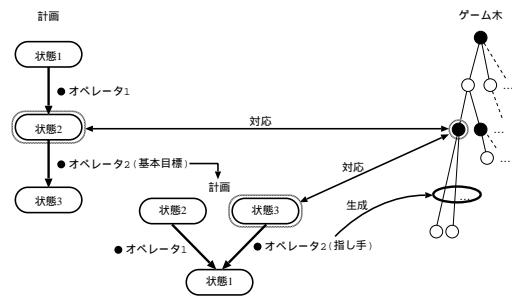 計画
ゲーム木
状態1
● オペレータ1
...
状態2
対応
...
● オペレータ2(基本目標)
...
対応
計画
状態3
生成
...
状態2
状態3
● オペレータ1
● オペレータ2(指し手)
状態1